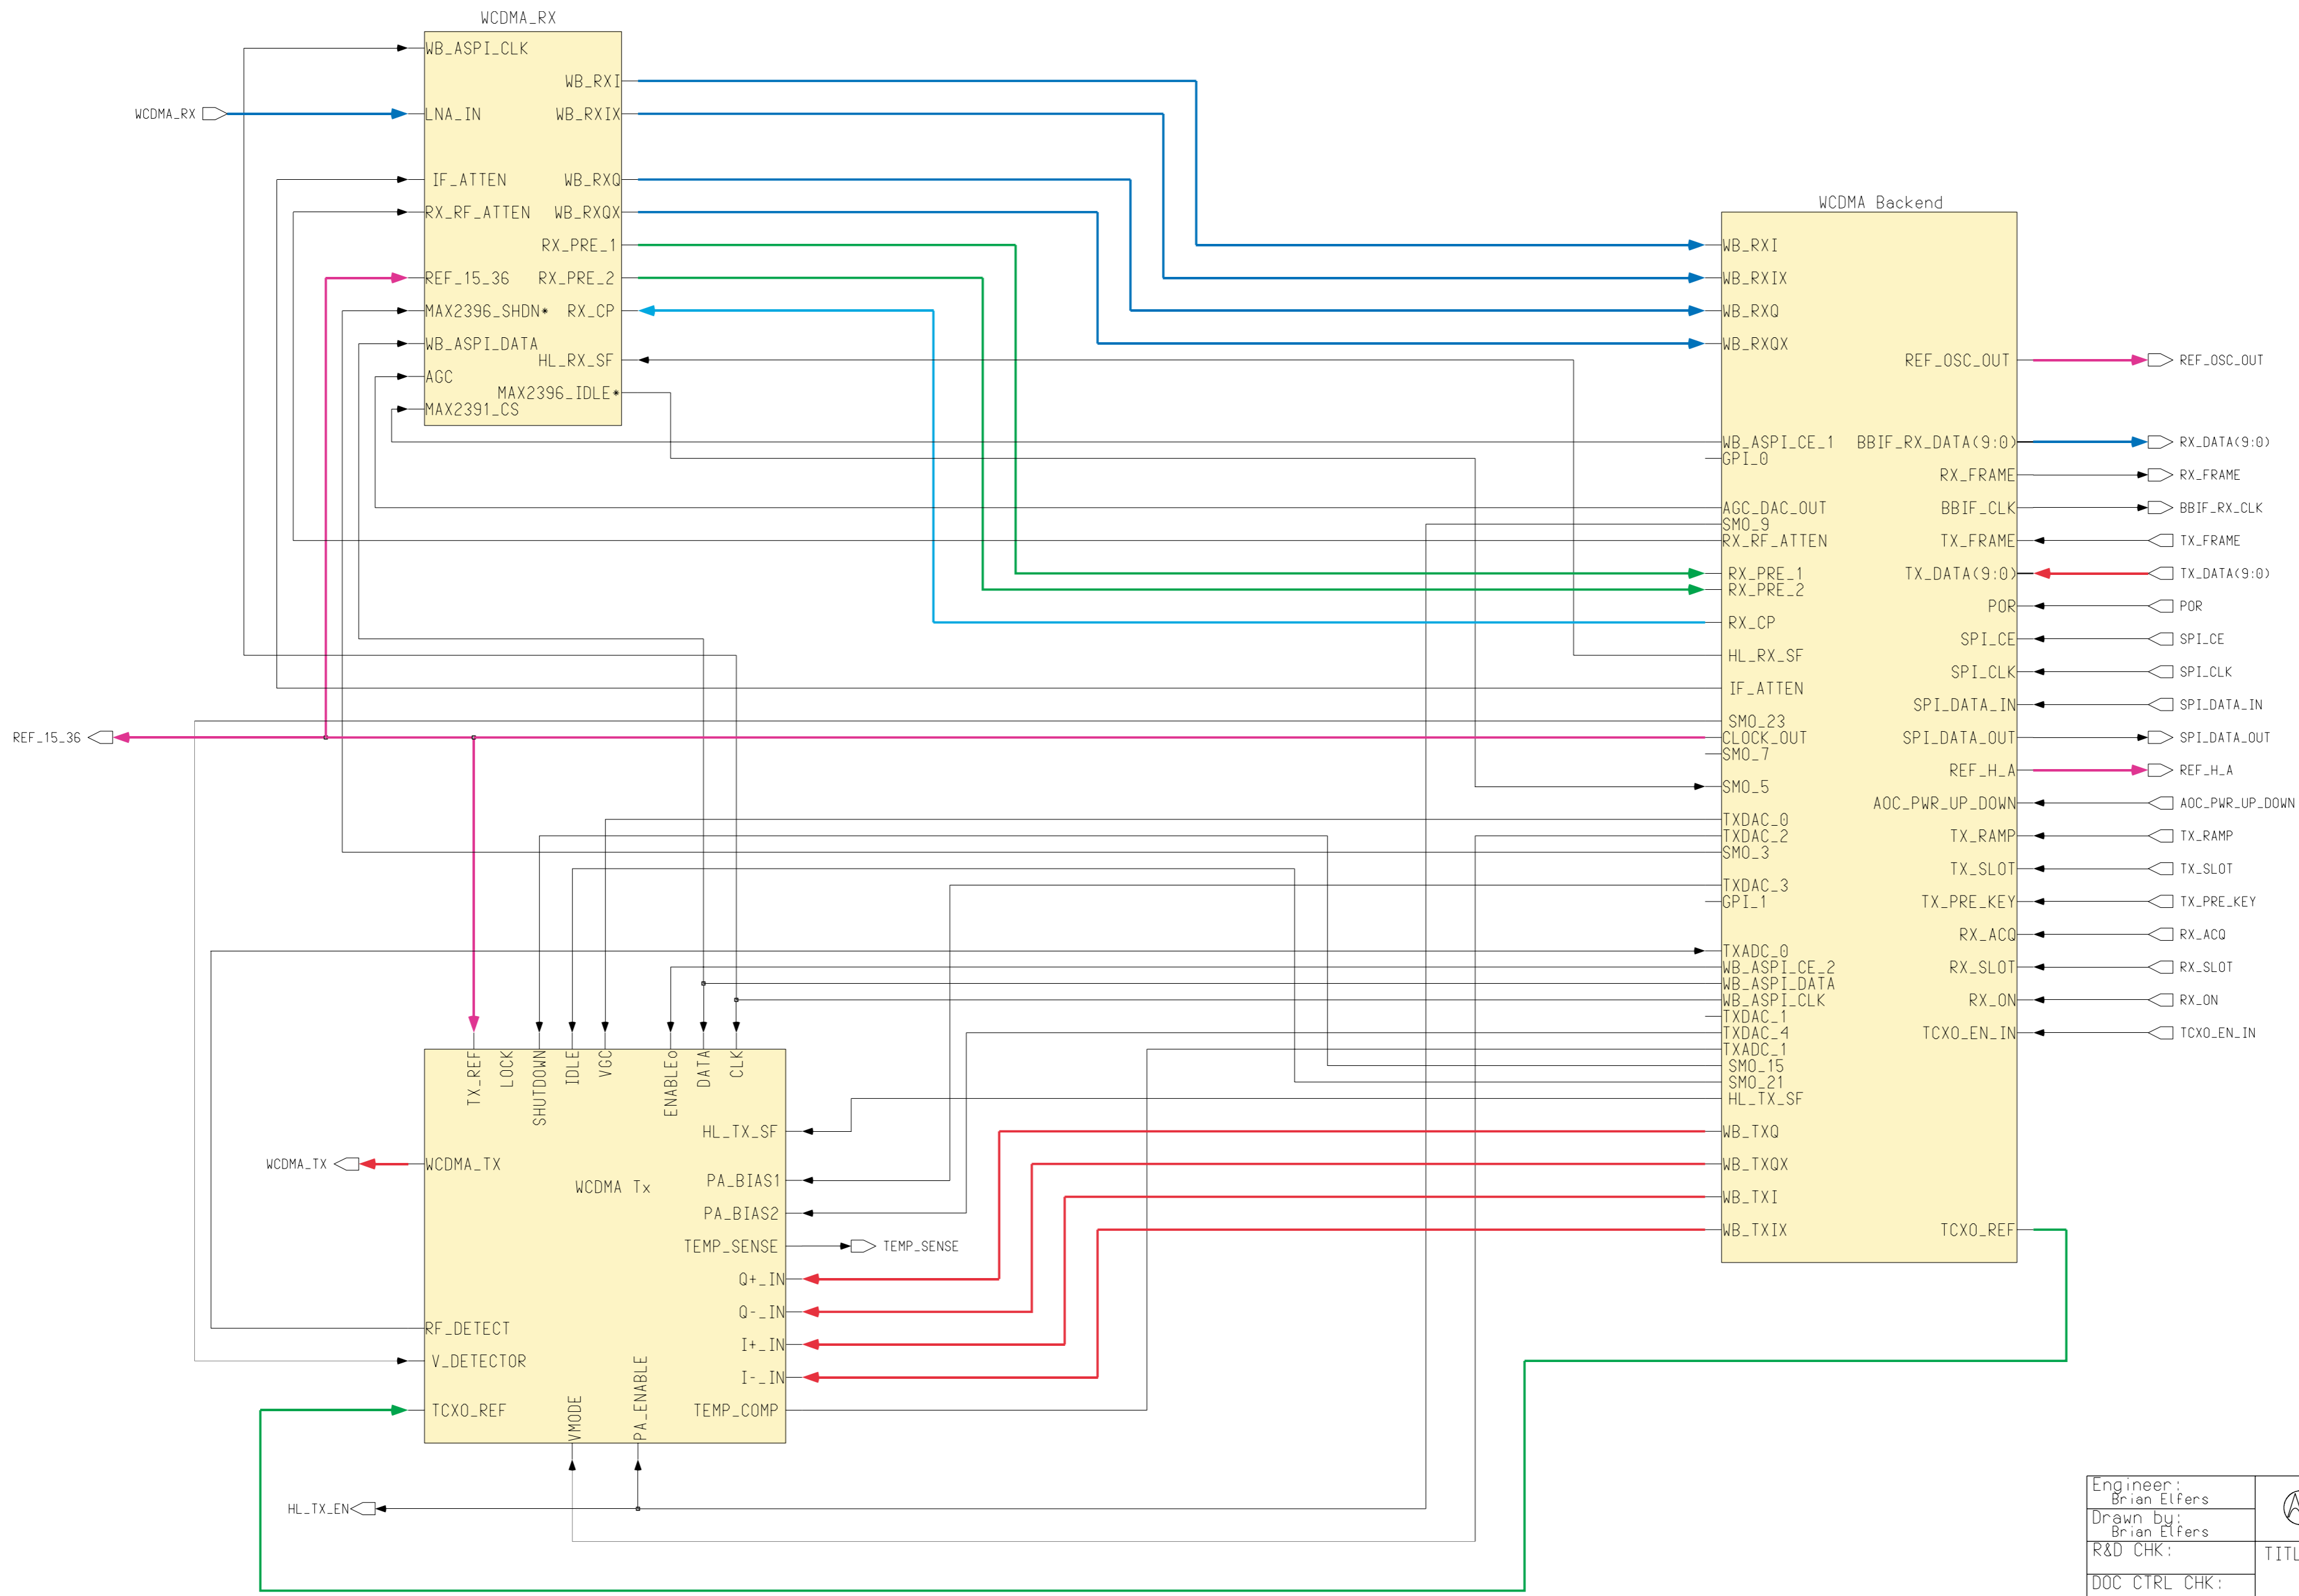 WCDMA_RX
WB_ASPI_CLK
WB_RXI
WCDMA_RX
LNA_IN
WB_RXIX
IF_ATTEN
WB_RXQ
RX_RF_ATTEN
WB_RXQX
RX_PRE_1
REF_15_36
RX_PRE_2
MAX2396_SHDN*
RX_CP
WB_ASPI_DATA
HL_RX_SF
AGC
MAX2396_IDLE*
MAX2391_CS
WCDMA Backend
WB_RXI
WB_RXIX
WB_RXQ
WB_RXQX
WB_ASPI_CE_1
GPI_0
AGC_DAC_OUT
SMO_9
RX_RF_ATTEN
RX_PRE_1
RX_PRE_2
RX_CP
HL_RX_SF
IF_ATTEN
SMO_23
CLOCK_OUT
SMO_7
SMO_5
TXDAC_0
TXDAC_2
SMO_3
TXDAC_3
GPI_1
TXADC_0
WB_ASPI_CE_2
WB_ASPI_DATA
WB_ASPI_CLK
TXDAC_1
TXDAC_4
TXADC_1
SMO_15
SMO_21
HL_TX_SF
WB_TXQ
WB_TXQX
WB_TXI
WB_TXIX
REF_OSC_OUT
BBIF_RX_DATA(9:0)
RX_FRAME
BBIF_CLK
TX_FRAME
TX_DATA(9:0)
POR
SPI_CE
SPI_CLK
SPI_DATA_IN
SPI_DATA_OUT
REF_H_A
AOC_PWR_UP_DOWN
TX_RAMP
TX_SLOT
TX_PRE_KEY
RX_ACQ
RX_SLOT
RX_ON
TCXO_EN_IN
TCXO_REF
REF_OSC_OUT
RX_DATA(9:0)
RX_FRAME
BBIF_RX_CLK
TX_FRAME
TX_DATA(9:0)
POR
SPI_CE
SPI_CLK
SPI_DATA_IN
SPI_DATA_OUT
REF_H_A
AOC_PWR_UP_DOWN
TX_RAMP
TX_SLOT
TX_PRE_KEY
RX_ACQ
RX_SLOT
RX_ON
TCXO_EN_IN
REF_15_36
TX_REF
LOCK
SHUTDOWN
IDLE
VGC
ENABLEo
DATA
CLK
HL_TX_SF
WCDMA_TX
WCDMA_TX
WCDMA Tx
PA_BIAS1
PA_BIAS2
TEMP_SENSE
TEMP_SENSE
Q+_IN
Q-_IN
RF_DETECT
I+_IN
V_DETECTOR
I-_IN
TCXO_REF
VMODE
PA_ENABLE
TEMP_COMP
HL_TX_EN
Engineer:
Brian Elfers
Drawn by:
Brian Elfers
R&D CHK:
TITL
DOC CTRL CHK: